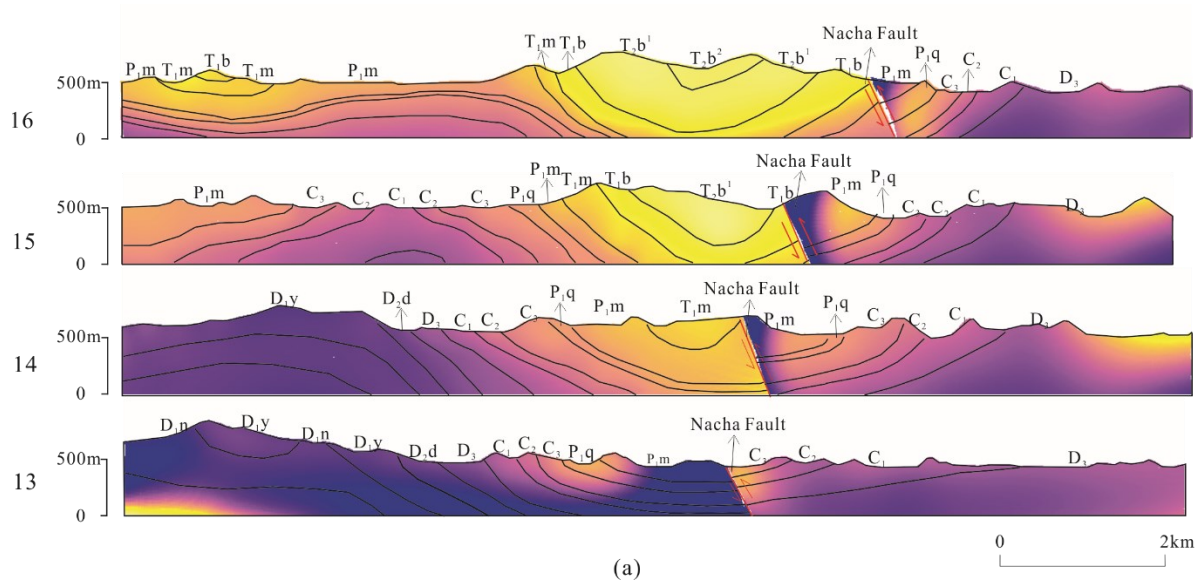 Nacha Fault
T₁m T₁b T₂b¹ T₂b² T₂b¹ T₁b P₁m P₁q C₂
P₁m T₁m T₁b T₁m P₁m C₃ C₁ D₃
500m
16
0
Nacha Fault
P₁m C₃ C₂ C₁ C₂ C₃ P₁q P₁m T₁m T₁b T₂b¹ T₁b P₁m P₁q C₃ C₂ C₁ D₃
500m
15
0
Nacha Fault
D₁y D₂d D₃ C₁ C₂ C₃ P₁q P₁m T₁m P₁m P₁q C₃ C₂ C₁ D₃
500m
14
0
Nacha Fault
D₁n D₁y D₁n D₁y D₂d D₃ C₁ C₂ C₃ P₁q P₁m C₃ C₂ C₁ D₃
500m
13
0
0 2km
(a)